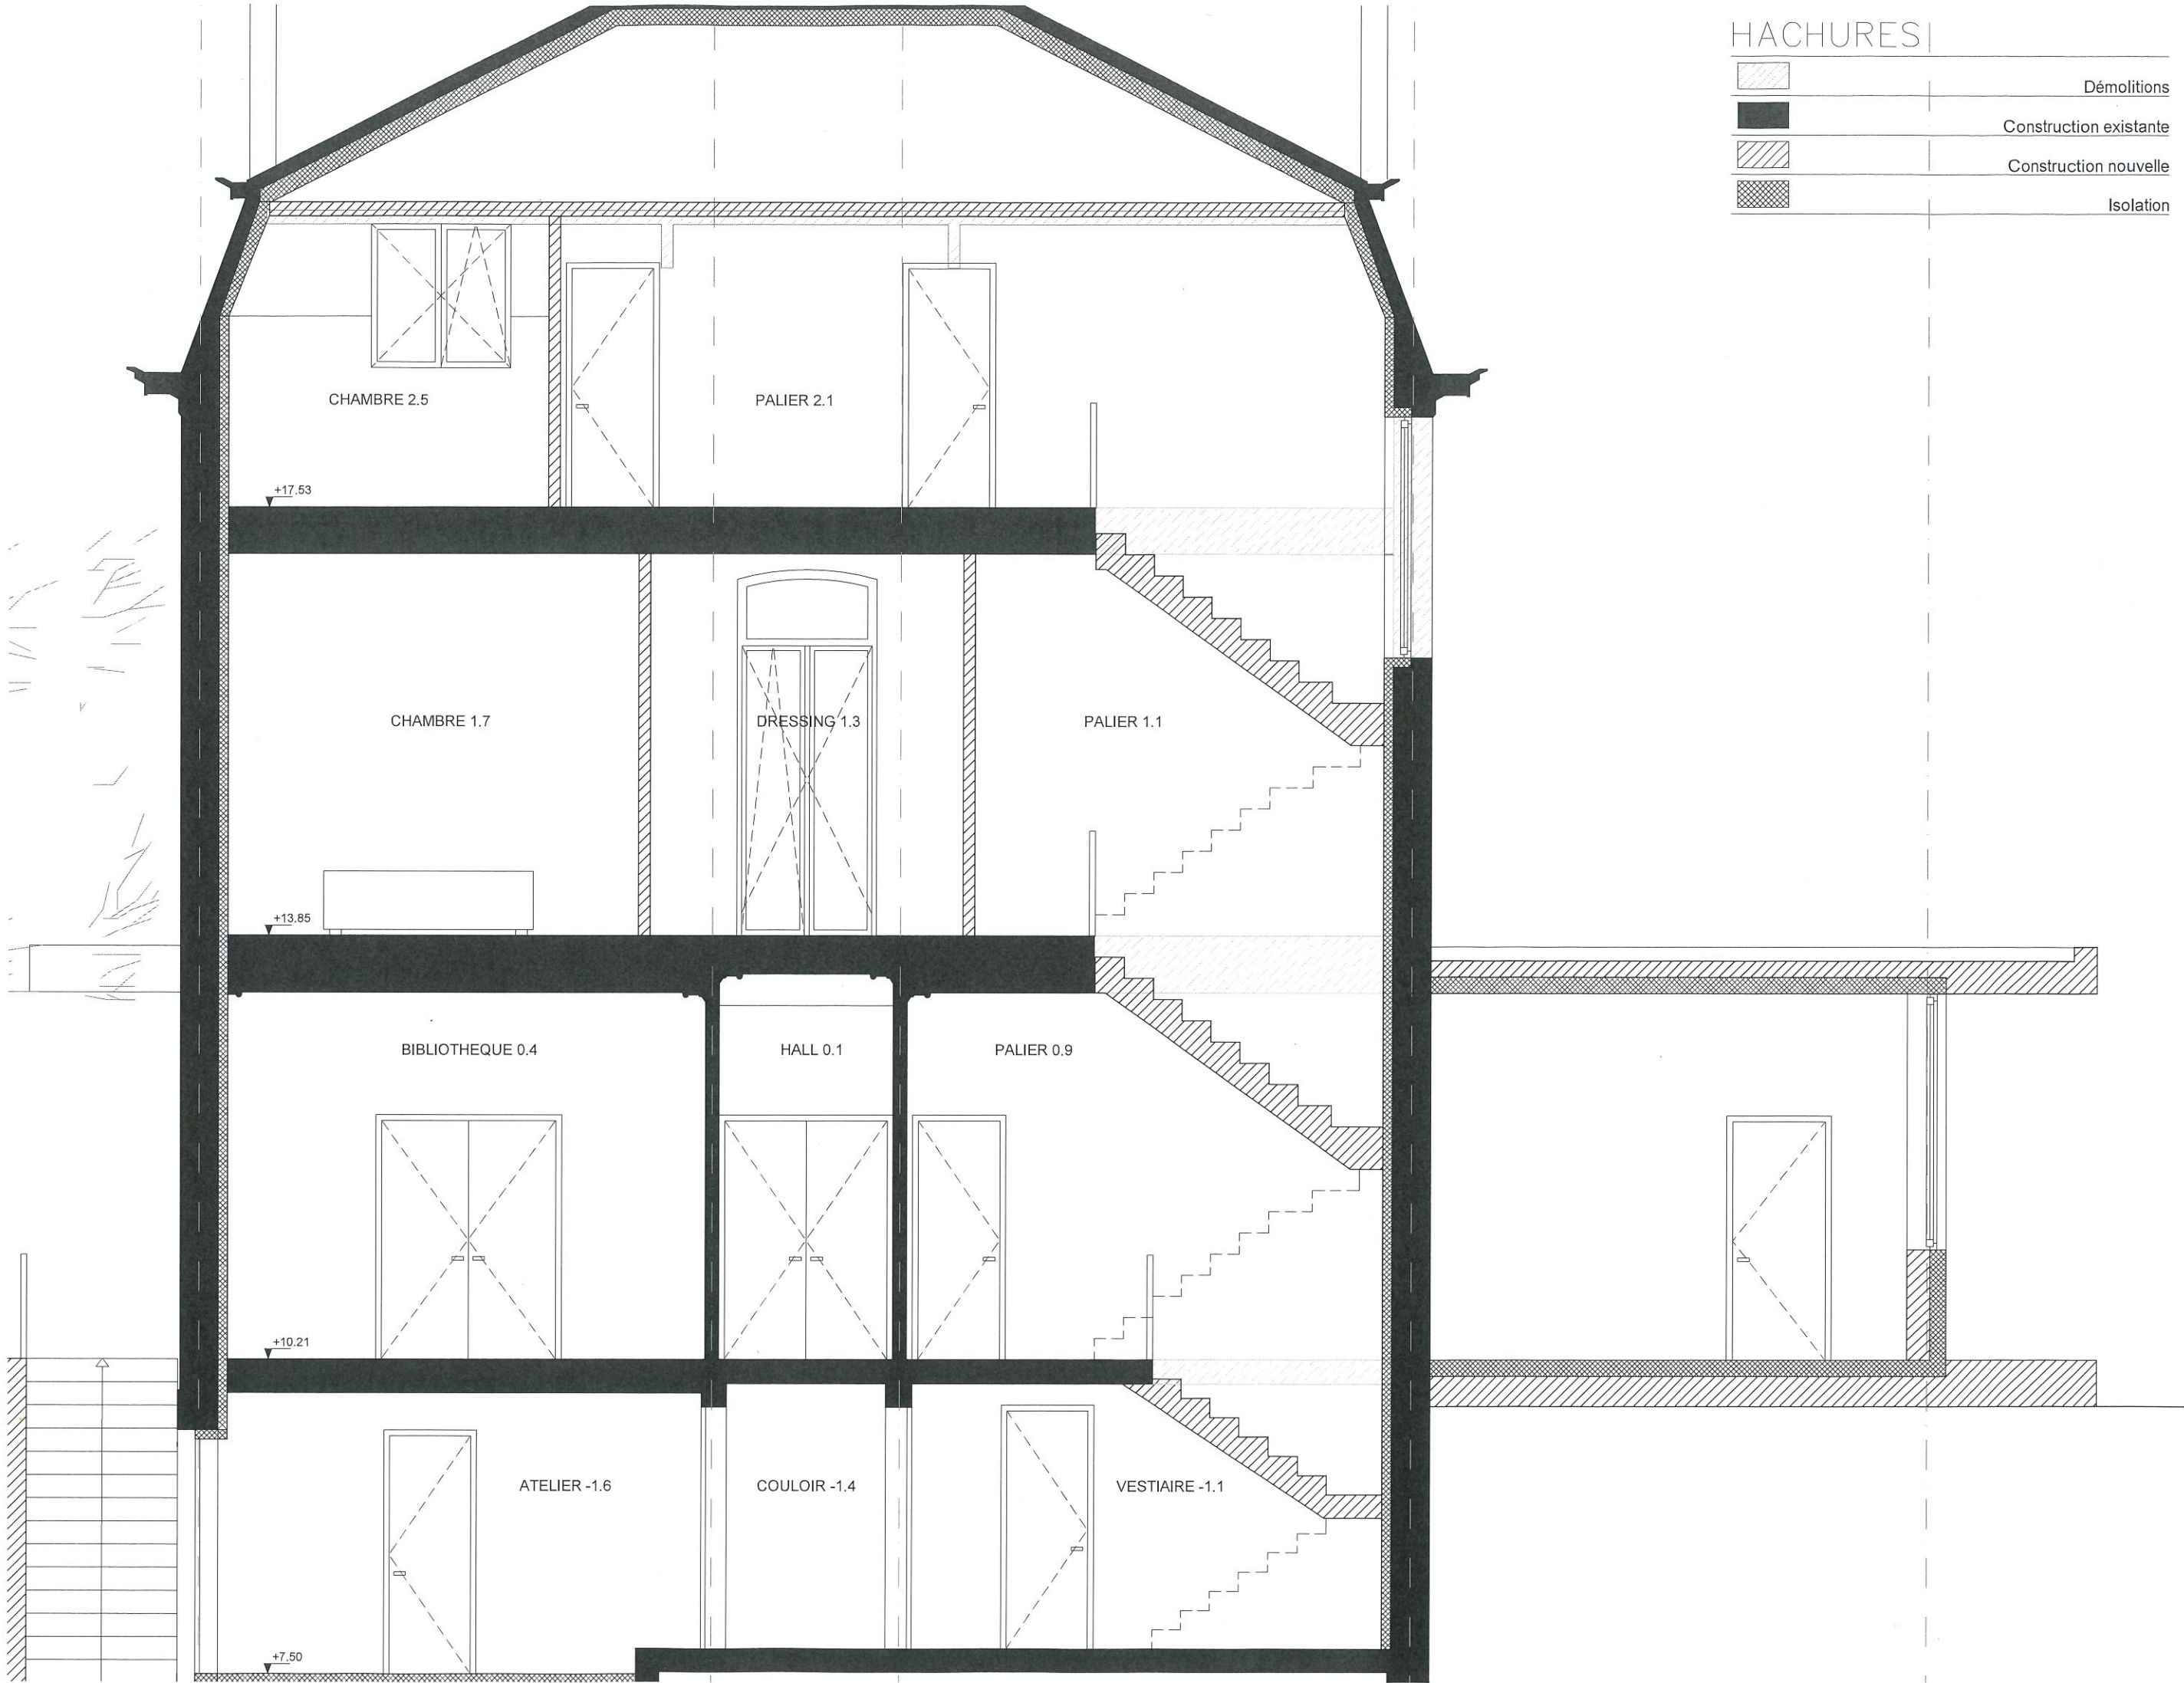 HACHURES
Démolitions
Construction existante
Construction nouvelle
Isolation
CHAMBRE 2.5
PALIER 2.1
+17.53
CHAMBRE 1.7
DRESSING 1.3
PALIER 1.1
+13.85
BIBLIOTHEQUE 0.4
HALL 0.1
PALIER 0.9
+10.21
ATELIER -1.6
COULOIR -1.4
VESTIAIRE -1.1
+7.50